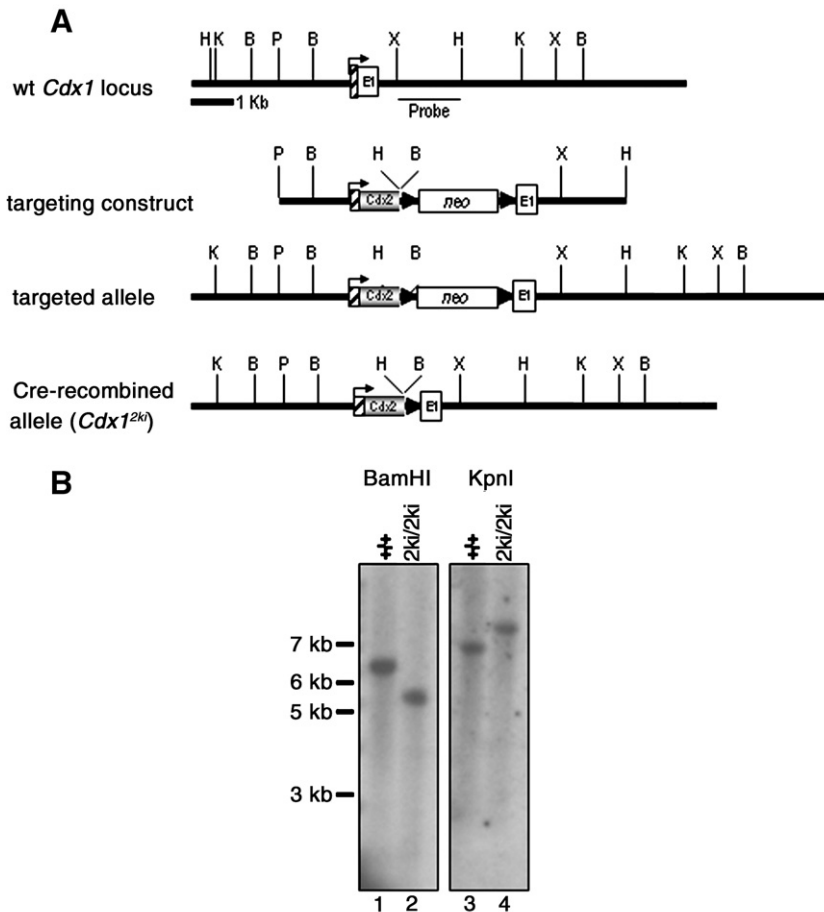 A
H K B P B X H K X B
wt Cdx1 locus
E1
1 Kb
Probe
P B H B X H
targeting construct
Cdx2 neo E1
K B P B H B X H K X B
targeted allele
Cdx2 neo E1
K B P B H B X H K X B
Cre-recombined
allele (Cdx1²ᵏⁱ)
Cdx2 E1
B
BamHI KpnI
+/+ 2ki/2ki +/+ 2ki/2ki
7 kb
6 kb
5 kb
3 kb
1 2 3 4